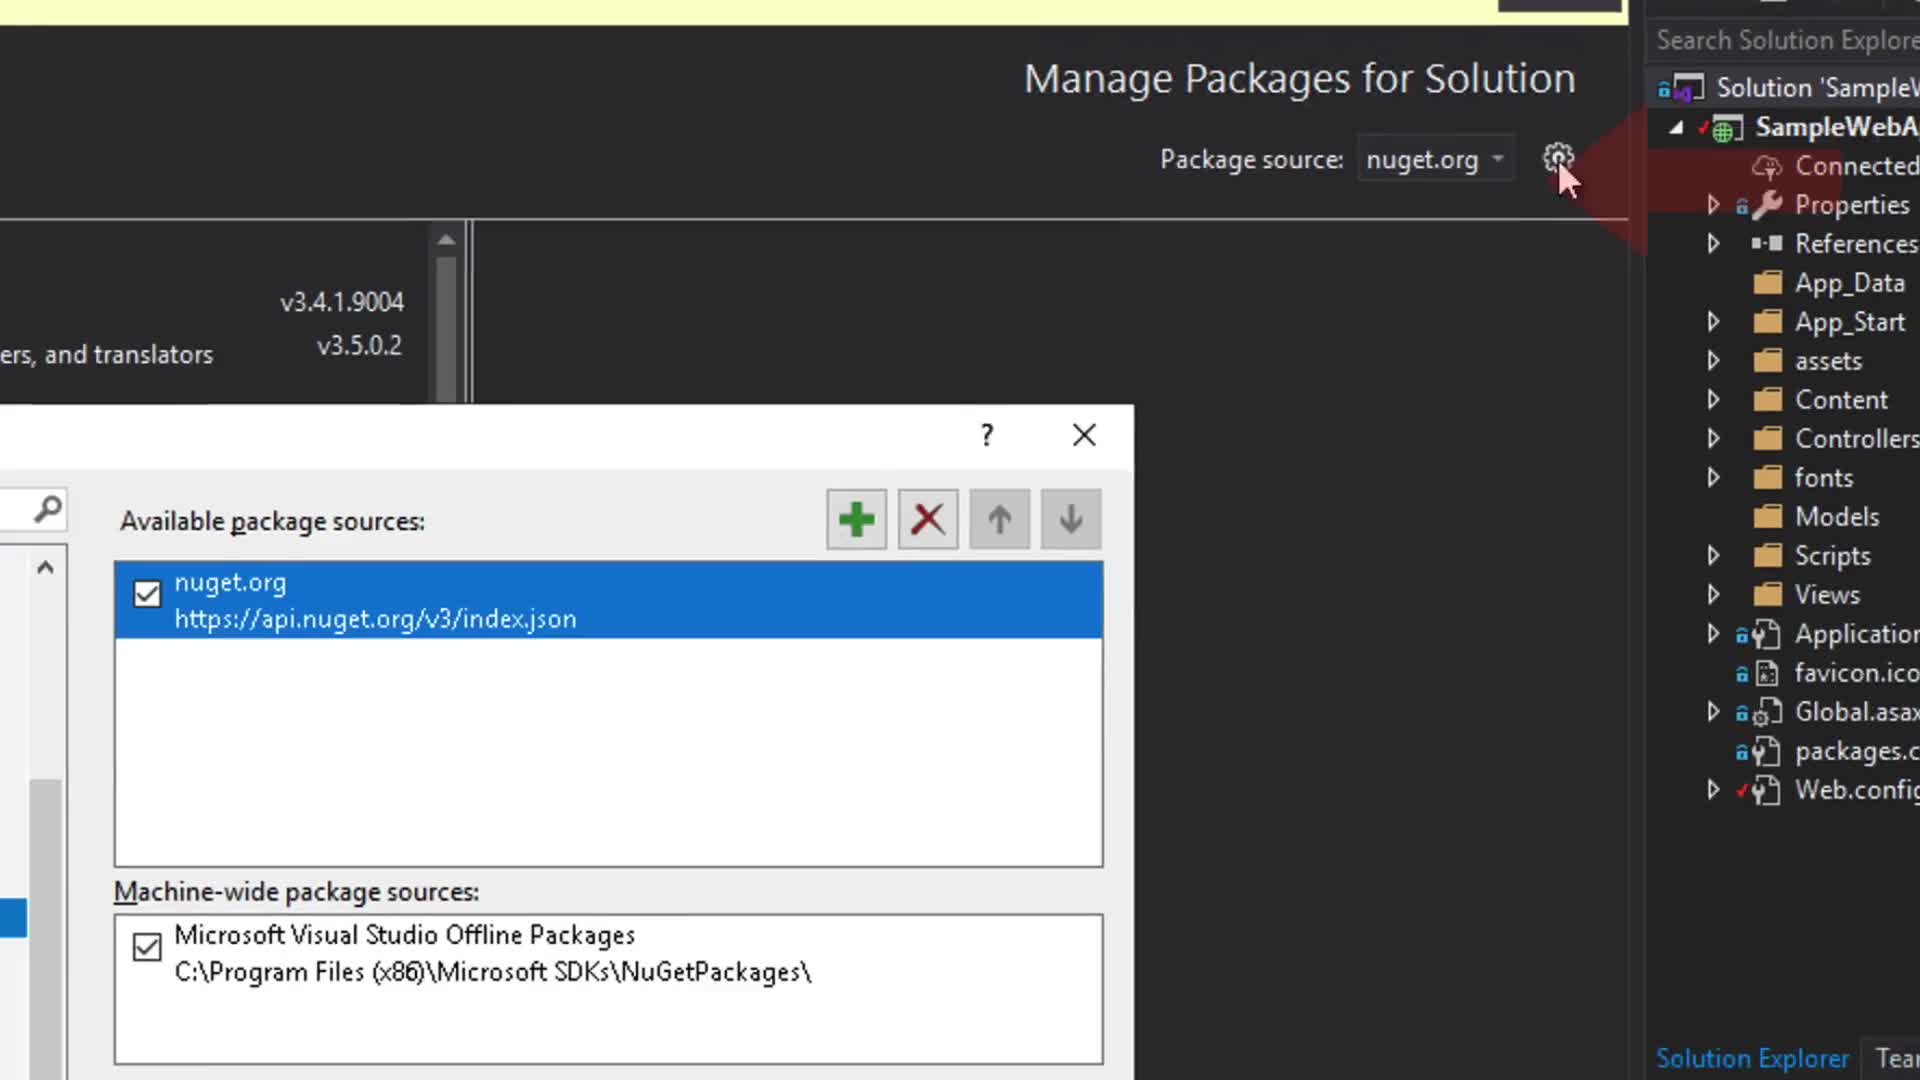 Manage Packages for Solution
Package source: nuget.org
v3.4.1.9004
ers, and translators
v3.5.0.2
?
Available package sources:
nuget.org
https://api.nuget.org/v3/index.json
Machine-wide package sources:
Microsoft Visual Studio Offline Packages
C:\Program Files (x86)\Microsoft SDKs\NuGetPackages\
Search Solution Explore
Solution 'SampleW
SampleWebA
Connected
Properties
References
App_Data
App_Start
assets
Content
Controllers
fonts
Models
Scripts
Views
Application
favicon.ico
Global.asax
packages.c
Web.config
Solution Explorer
Tea